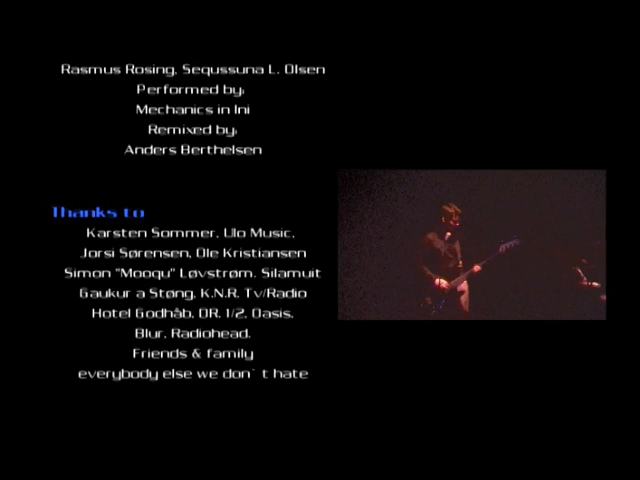 Rasmus Rosing, Sequssuna L. Olsen
Performed by:
Mechanics in Ini
Remixed by:
Anders Berthelsen
Thanks to
Karsten Sommer, Ulo Music,
Jorsi Sørensen, Ole Kristiansen
Simon "Mooqu" Løvstrøm, Silamuit
Gaukur a Støng, K.N.R. Tv/Radio
Hotel Godhåb, DR. 1/2, Oasis,
Blur, Radiohead,
Friends & family
everybody else we don` t hate